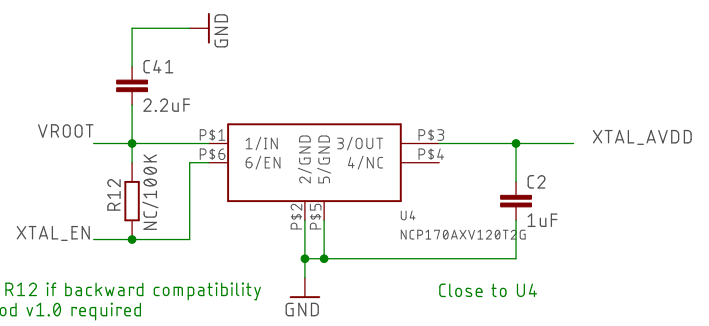 GND
C41
2.2uF
VROOT
P$1
1/IN
2/GND
5/GND
3/OUT
P$3
XTAL_AVDD
P$6
6/EN
4/NC
P$4
R12
NC/100K
C2
1uF
XTAL_EN
P$2
P$5
U4
NCP170AXV120T2G
R12 if backward compatibility
od v1.0 required
Close to U4
GND